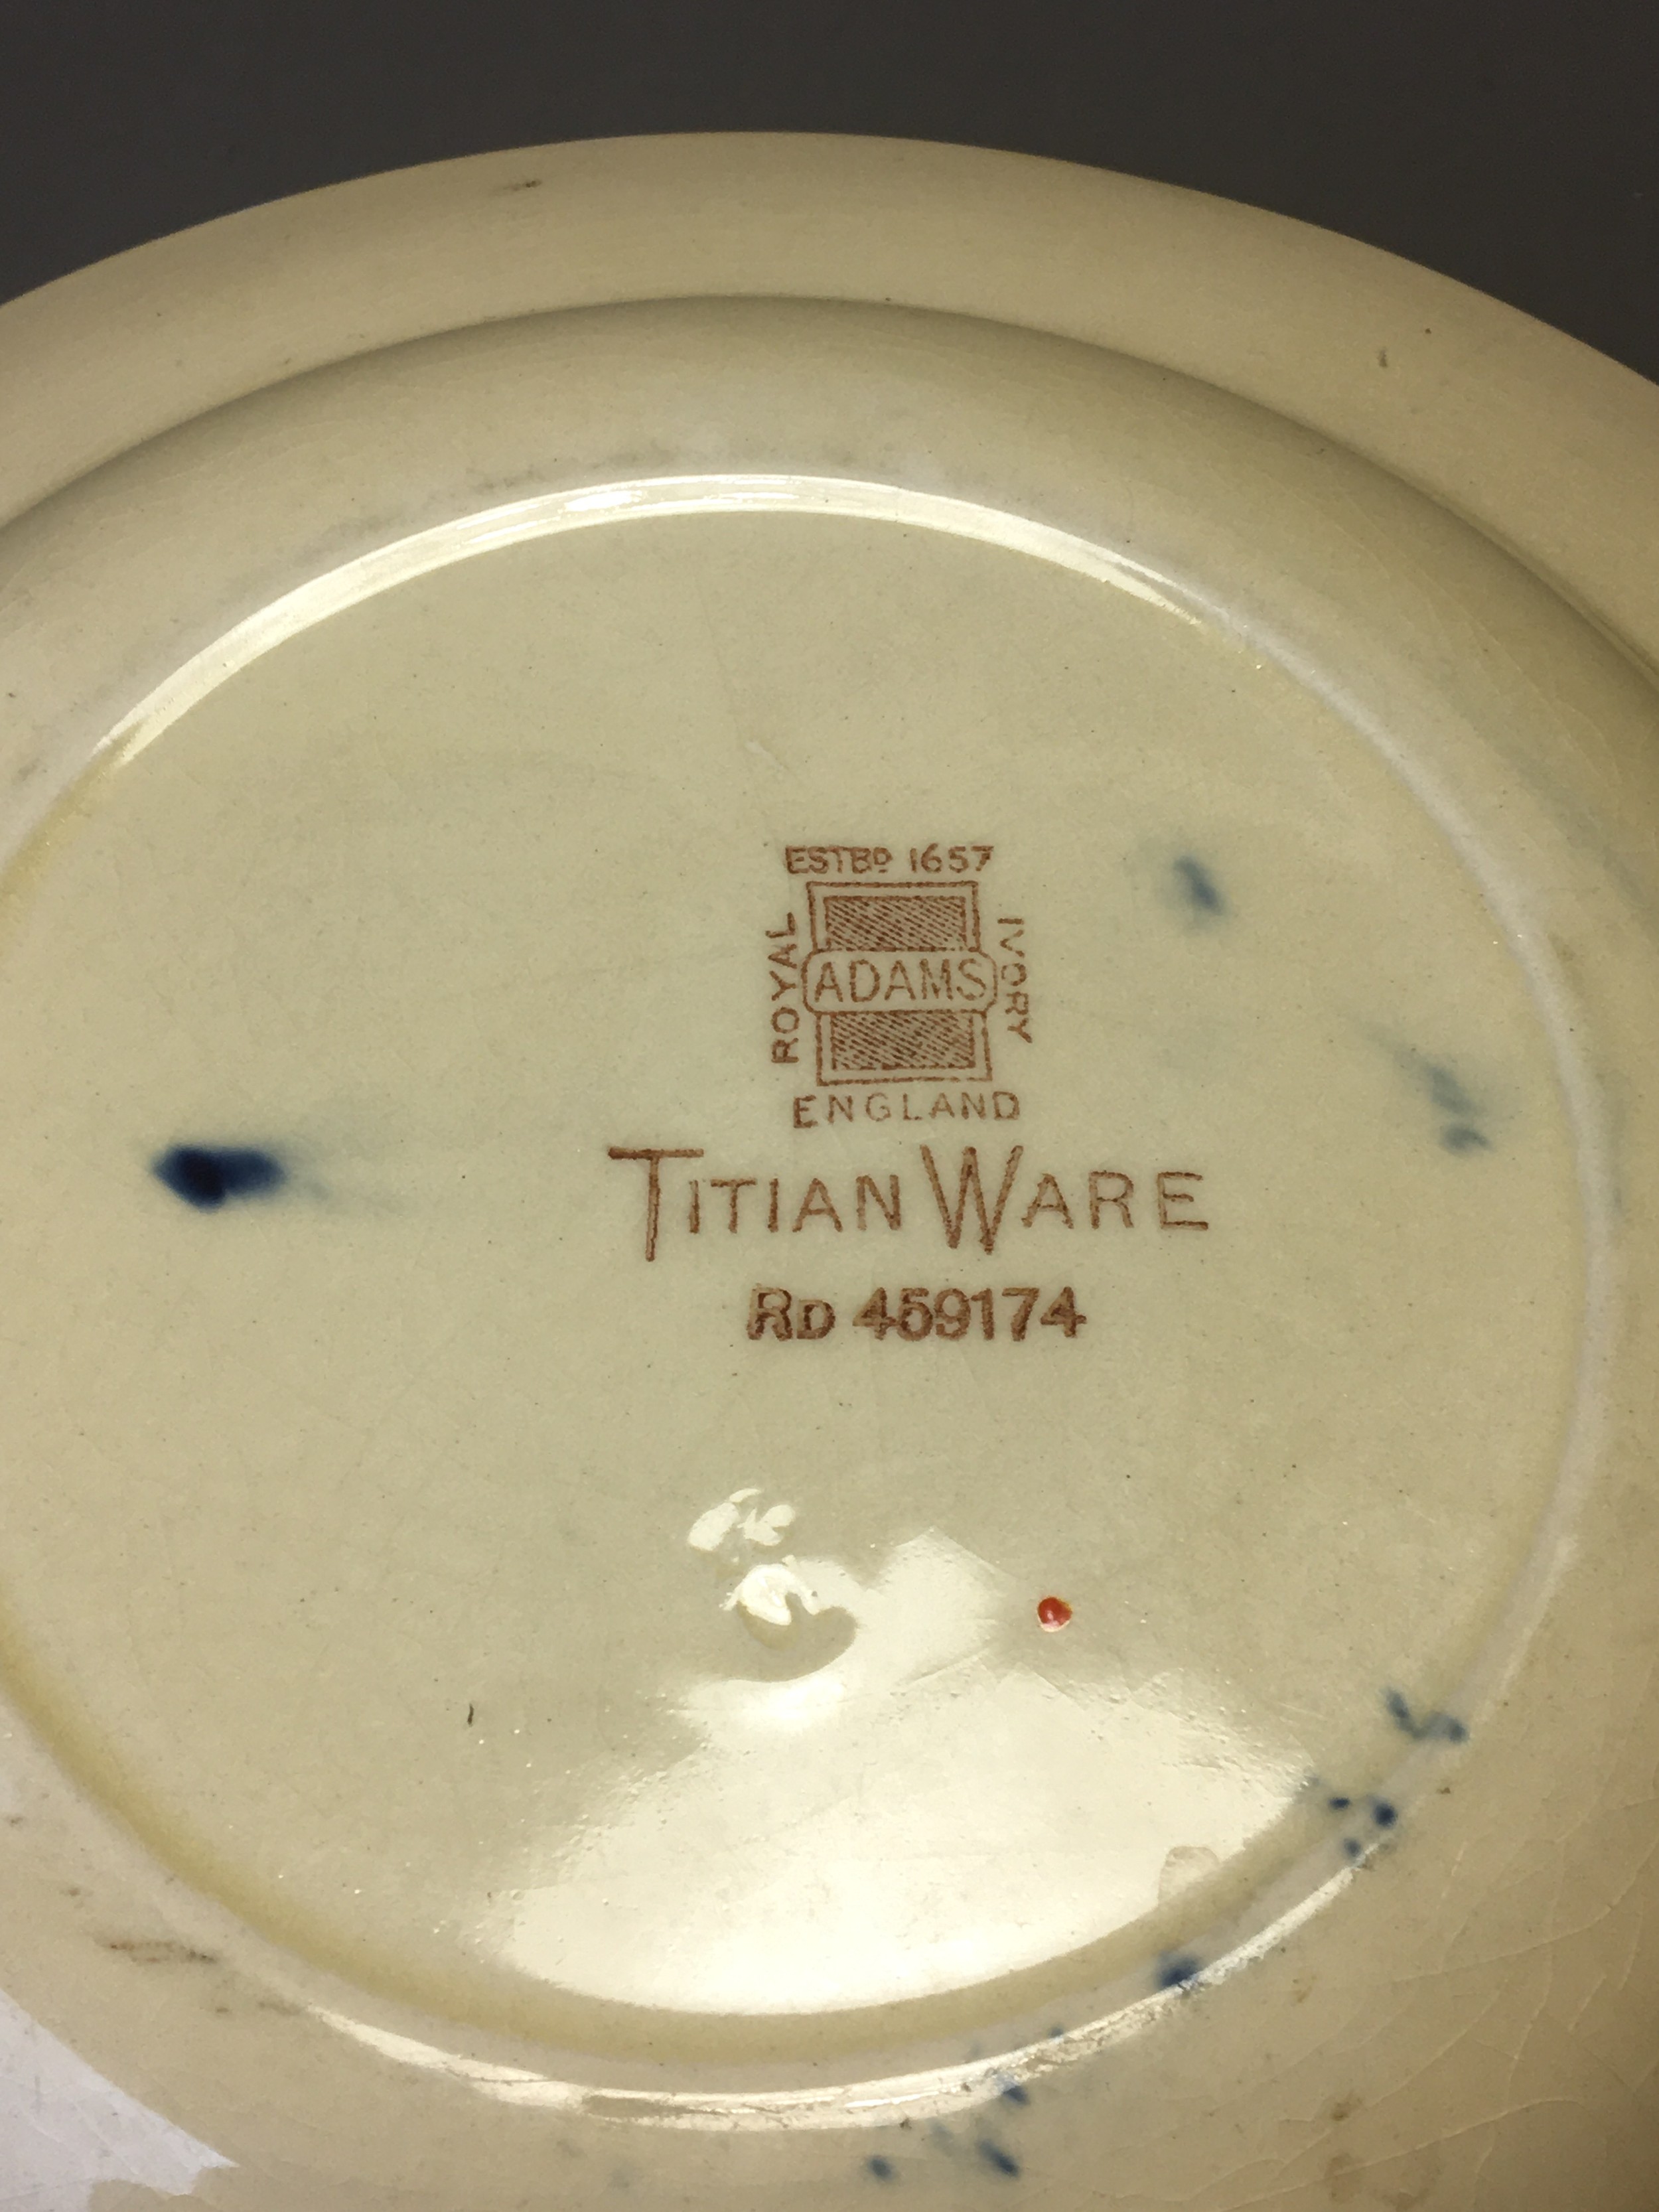 ESTBD 1657
ROYAL
ADAMS
IVORY
ENGLAND
TITIAN WARE
RD 459174